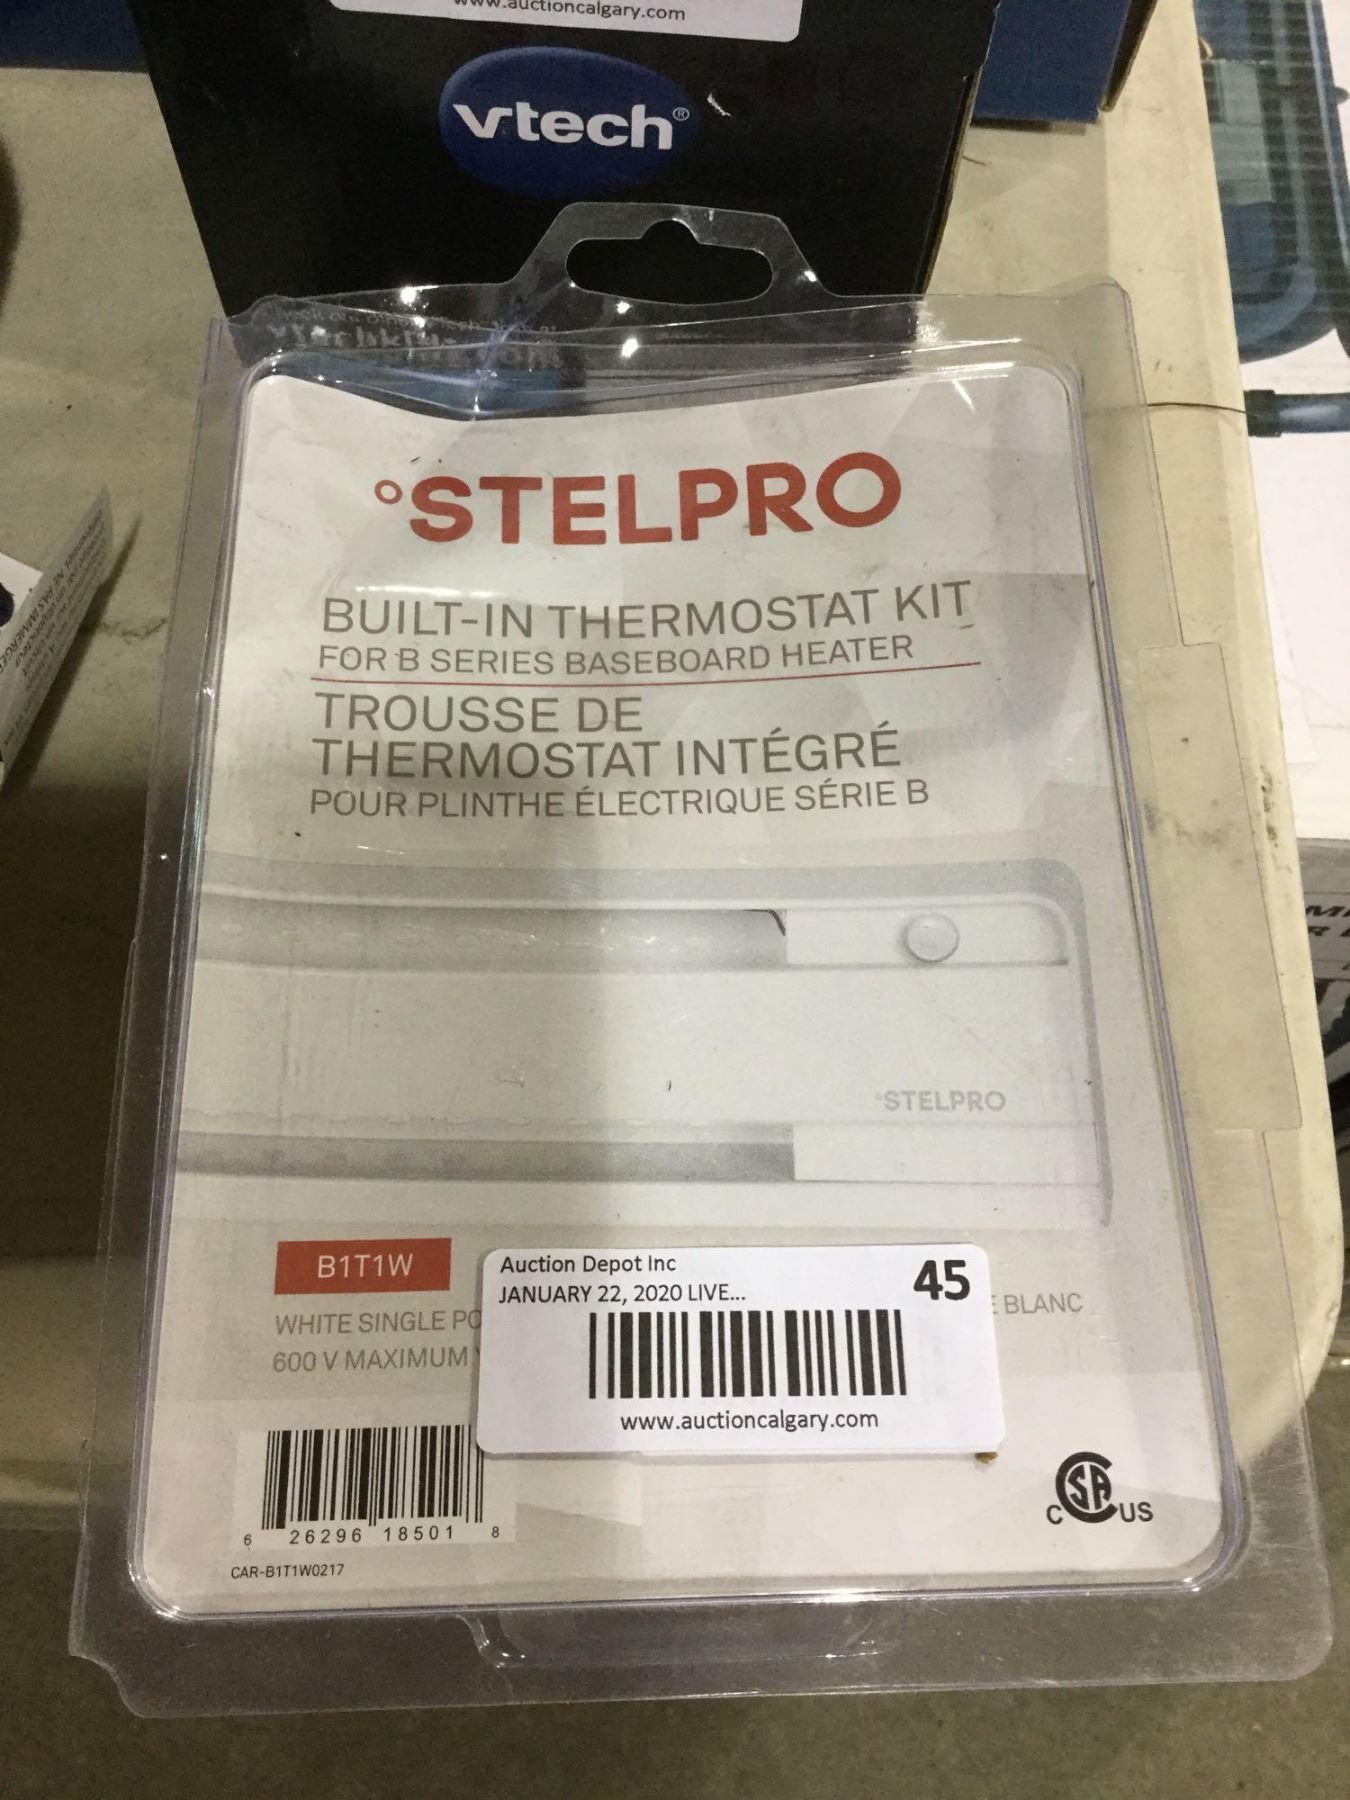 www.auctioncalgary.com
vtech®
°STELPRO
BUILT-IN THERMOSTAT KIT
FOR B SERIES BASEBOARD HEATER
TROUSSE DE
THERMOSTAT INTÉGRÉ
POUR PLINTHE ÉLECTRIQUE SÉRIE B
°STELPRO
B1T1W
WHITE SINGLE PO
E BLANC
600 V MAXIMUM
Auction Depot Inc
45
JANUARY 22, 2020 LIVE...
www.auctioncalgary.com
6 26296 18501 8
CAR-B1T1W0217
C CSA US